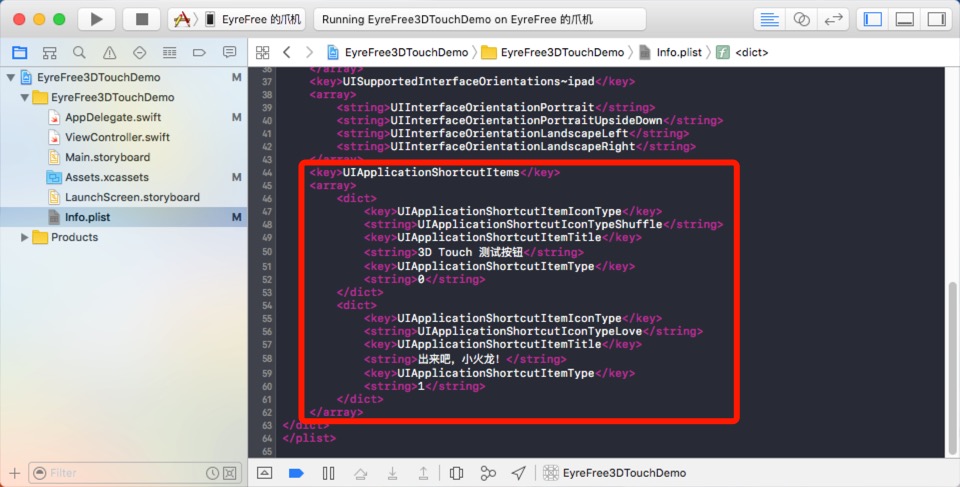 EyreFree 的爪机
Running EyreFree3DTouchDemo on EyreFree 的爪机
EyreFree3DTouchDemo
EyreFree3DTouchDemo
Info.plist
<dict>
EyreFree3DTouchDemo M
EyreFree3DTouchDemo
AppDelegate.swift M
ViewController.swift
Main.storyboard
Assets.xcassets M
LaunchScreen.storyboard
Info.plist M
Products
Filter
36 </array>
37 <key>UISupportedInterfaceOrientations~ipad</key>
38 <array>
39 <string>UIInterfaceOrientationPortrait</string>
40 <string>UIInterfaceOrientationPortraitUpsideDown</string>
41 <string>UIInterfaceOrientationLandscapeLeft</string>
42 <string>UIInterfaceOrientationLandscapeRight</string>
43 </array>
44 <key>UIApplicationShortcutItems</key>
45 <array>
46 <dict>
47 <key>UIApplicationShortcutItemIconType</key>
48 <string>UIApplicationShortcutIconTypeShuffle</string>
49 <key>UIApplicationShortcutItemTitle</key>
50 <string>3D Touch 测试按钮</string>
51 <key>UIApplicationShortcutItemType</key>
52 <string>0</string>
53 </dict>
54 <dict>
55 <key>UIApplicationShortcutItemIconType</key>
56 <string>UIApplicationShortcutIconTypeLove</string>
57 <key>UIApplicationShortcutItemTitle</key>
58 <string>出来吧，小火龙！</string>
59 <key>UIApplicationShortcutItemType</key>
60 <string>1</string>
61 </dict>
62 </array>
63 </dict>
64 </plist>
65
EyreFree3DTouchDemo